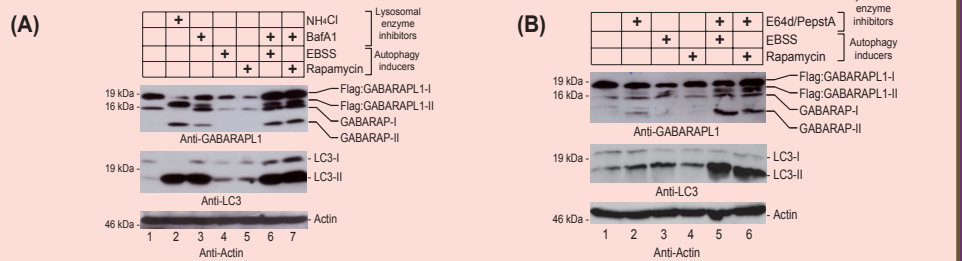 (A)
NH4Cl
BafA1
EBSS
Rapamycin
Lysosomal
enzyme
inhibitors
Autophagy
inducers
+ 
+ + +
+ +
+ +
19 kDa
16 kDa
Flag:GABARAPL1-I
Flag:GABARAPL1-II
GABARAP-I
GABARAP-II
Anti-GABARAPL1
19 kDa
LC3-I
LC3-II
Anti-LC3
46 kDa
Actin
1 2 3 4 5 6 7
Anti-Actin
(B)
E64d/PepstA
EBSS
Rapamycin
enzyme
inhibitors
Autophagy
inducers
+ + +
+ +
+ +
19 kDa
16 kDa
Flag:GABARAPL1-I
Flag:GABARAPL1-II
GABARAP-I
GABARAP-II
Anti-GABARAPL1
19 kDa
LC3-I
LC3-II
Anti-LC3
46 kDa
Actin
1 2 3 4 5 6
Anti-Actin